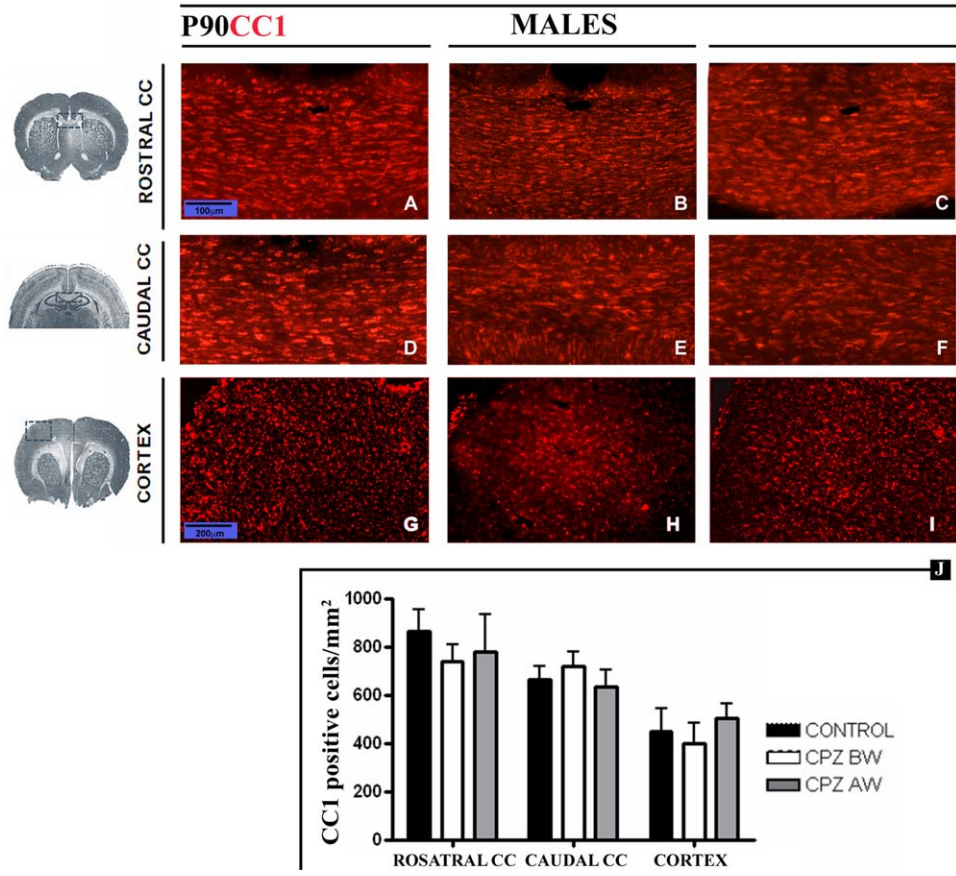 P90CC1 MALES
ROSTRAL CC
A
B
C
100μm
CAUDAL CC
D
E
F
CORTEX
G
H
I
200μm
J
CC1 positive cells/mm²
1000
800
600
400
200
0
ROSATRAL CC CAUDAL CC CORTEX
CONTROL
CPZ BW
CPZ AW